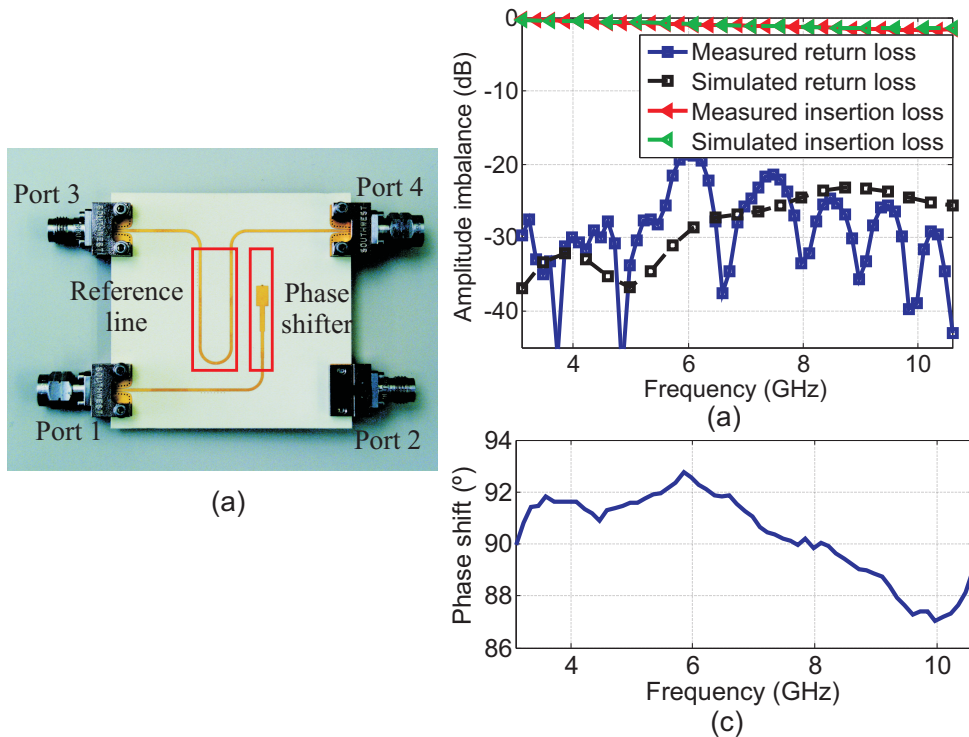 Port 3
Port 4
SOUTHWEST
Reference
line
Phase
shifter
Port 1
Port 2
(a)
0
-10
-20
-30
-40
Amplitude imbalance (dB)
Measured return loss
Simulated return loss
Measured insertion loss
Simulated insertion loss
4
6
8
10
Frequency (GHz)
(a)
94
92
90
88
86
Phase shift (º)
4
6
8
10
Frequency (GHz)
(c)